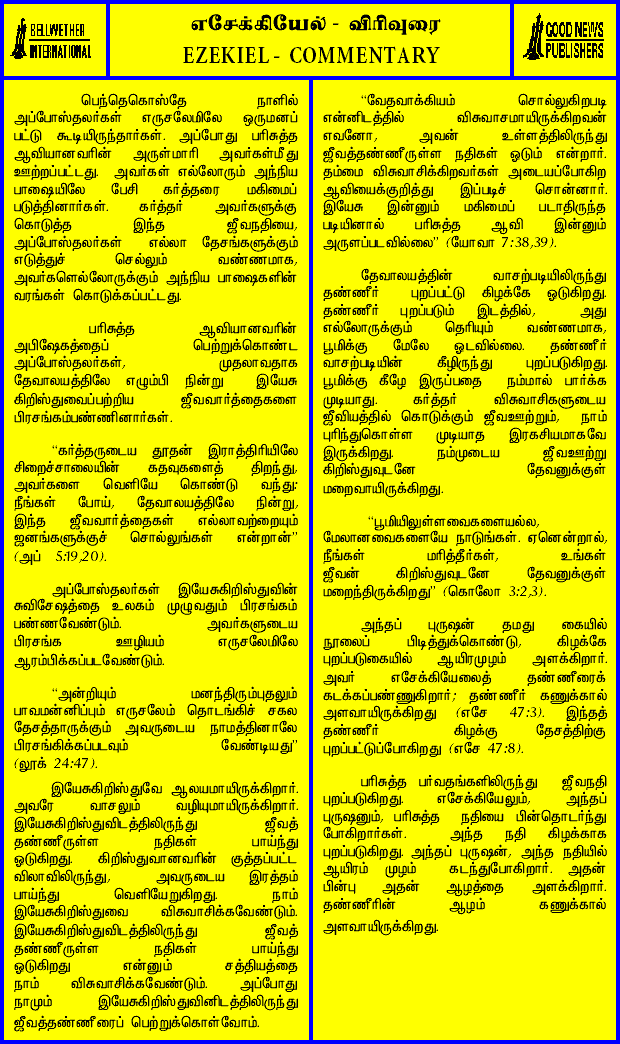 BELLWETHER
INTERNATIONAL
எசேக்கியேல் - விரிவுரை
EZEKIEL - COMMENTARY
GOOD NEWS
PUBLISHERS
பெந்தெகொஸ்தே நாளில்
அப்போஸ்தலர்கள் எருசலேமிலே ஒருமனப்
பட்டு கூடியிருந்தார்கள். அப்போது பரிசுத்த
ஆவியானவரின் அருள்மாரி அவர்கள்மீது
ஊற்றப்பட்டது. அவர்கள் எல்லோரும் அந்நிய
பாஷையிலே பேசி கர்த்தரை மகிமைப்
படுத்தினார்கள். கர்த்தர் அவர்களுக்கு
கொடுத்த இந்த ஜீவநதியை,
அப்போஸ்தலர்கள் எல்லா தேசங்களுக்கும்
எடுத்துச் செல்லும் வண்ணமாக,
அவர்களெல்லோருக்கும் அந்நிய பாஷைகளின்
வரங்கள் கொடுக்கப்பட்டது.
பரிசுத்த ஆவியானவரின்
அபிஷேகத்தைப் பெற்றுக்கொண்ட
அப்போஸ்தலர்கள், முதலாவதாக
தேவாலயத்திலே எழும்பி நின்று இயேசு
கிறிஸ்துவைப்பற்றிய ஜீவவார்த்தைகளை
பிரசங்கம்பண்ணினார்கள்.
“கர்த்தருடைய தூதன் இராத்திரியிலே
சிறைச்சாலையின் கதவுகளைத் திறந்து,
அவர்களை வெளியே கொண்டு வந்து:
நீங்கள் போய், தேவாலயத்திலே நின்று,
இந்த ஜீவவார்த்தைகள் எல்லாவற்றையும்
ஜனங்களுக்குச் சொல்லுங்கள் என்றான்”
(அப் 5:19,20).
அப்போஸ்தலர்கள் இயேசுகிறிஸ்துவின்
சுவிசேஷத்தை உலகம் முழுவதும் பிரசங்கம்
பண்ணவேண்டும். அவர்களுடைய
பிரசங்க ஊழியம் எருசலேமிலே
ஆரம்பிக்கப்படவேண்டும்.
“அன்றியும் மனந்திரும்புதலும்
பாவமன்னிப்பும் எருசலேம் தொடங்கிச் சகல
தேசத்தாருக்கும் அவருடைய நாமத்தினாலே
பிரசங்கிக்கப்படவும் வேண்டியது”
(லூக் 24:47).
இயேசுகிறிஸ்துவே ஆலயமாயிருக்கிறார்.
அவரே வாசலும் வழியுமாயிருக்கிறார்.
இயேசுகிறிஸ்துவிடத்திலிருந்து ஜீவத்
தண்ணீருள்ள நதிகள் பாய்ந்து
ஓடுகிறது. கிறிஸ்துவானவரின் குத்தப்பட்ட
விலாவிலிருந்து, அவருடைய இரத்தம்
பாய்ந்து வெளியேறுகிறது. நாம்
இயேசுகிறிஸ்துவை விசுவாசிக்கவேண்டும்.
இயேசுகிறிஸ்துவிடத்திலிருந்து ஜீவத்
தண்ணீருள்ள நதிகள் பாய்ந்து
ஓடுகிறது என்னும் சத்தியத்தை
நாம் விசுவாசிக்கவேண்டும். அப்போது
நாமும் இயேசுகிறிஸ்துவினிடத்திலிருந்து
ஜீவத்தண்ணீரைப் பெற்றுக்கொள்வோம்.
“வேதவாக்கியம் சொல்லுகிறபடி
என்னிடத்தில் விசுவாசமாயிருக்கிறவன்
எவனோ, அவன் உள்ளத்திலிருந்து
ஜீவத்தண்ணீருள்ள நதிகள் ஓடும் என்றார்.
தம்மை விசுவாசிக்கிறவர்கள் அடையப்போகிற
ஆவியைக்குறித்து இப்படிச் சொன்னார்.
இயேசு இன்னும் மகிமைப் படாதிருந்த
படியினால் பரிசுத்த ஆவி இன்னும்
அருளப்படவில்லை” (யோவா 7:38,39).
தேவாலயத்தின் வாசற்படியிலிருந்து
தண்ணீர் புறப்பட்டு கிழக்கே ஓடுகிறது.
தண்ணீர் புறப்படும் இடத்தில், அது
எல்லோருக்கும் தெரியும் வண்ணமாக,
பூமிக்கு மேலே ஓடவில்லை. தண்ணீர்
வாசற்படியின் கீழிருந்து புறப்படுகிறது.
பூமிக்கு கீழே இருப்பதை நம்மால் பார்க்க
முடியாது. கர்த்தர் விசுவாசிகளுடைய
ஜீவியத்தில் கொடுக்கும் ஜீவஊற்றும், நாம்
புரிந்துகொள்ள முடியாத இரகசியமாகவே
இருக்கிறது. நம்முடைய ஜீவஊற்று
கிறிஸ்துவுடனே தேவனுக்குள்
மறைவாயிருக்கிறது.
“பூமியிலுள்ளவைகளையல்ல,
மேலானவைகளையே நாடுங்கள். ஏனென்றால்,
நீங்கள் மரித்தீர்கள், உங்கள்
ஜீவன் கிறிஸ்துவுடனே தேவனுக்குள்
மறைந்திருக்கிறது” (கொலோ 3:2,3).
அந்தப் புருஷன் தமது கையில்
நூலைப் பிடித்துக்கொண்டு, கிழக்கே
புறப்படுகையில் ஆயிரமுழம் அளக்கிறார்.
அவர் எசேக்கியேலைத் தண்ணீரைக்
கடக்கப்பண்ணுகிறார்; தண்ணீர் கணுக்கால்
அளவாயிருக்கிறது (எசே 47:3). இந்தத்
தண்ணீர் கிழக்கு தேசத்திற்கு
புறப்பட்டுப்போகிறது (எசே 47:8).
பரிசுத்த பர்வதங்களிலிருந்து ஜீவநதி
புறப்படுகிறது. எசேக்கியேலும், அந்தப்
புருஷனும், பரிசுத்த நதியை பின்தொடர்ந்து
போகிறார்கள். அந்த நதி கிழக்காக
புறப்படுகிறது. அந்தப் புருஷன், அந்த நதியில்
ஆயிரம் முழம் கடந்துபோகிறார். அதன்
பின்பு அதன் ஆழத்தை அளக்கிறார்.
தண்ணீரின் ஆழம் கணுக்கால்
அளவாயிருக்கிறது.